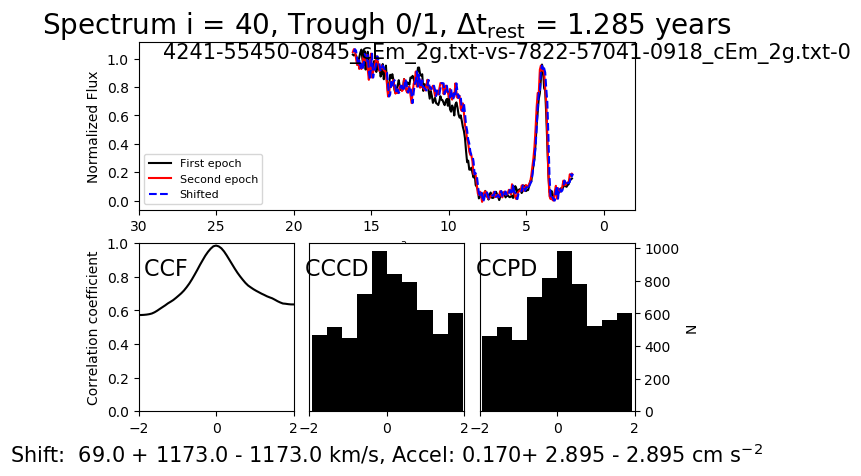 Spectrum i = 40, Trough 0/1, Δt_rest = 1.285 years
4241-55450-0845_cEm_2g.txt-vs-7822-57041-0918_cEm_2g.txt-0
Normalized Flux
1.0
0.8
0.6
0.4
0.2
0.0
First epoch
Second epoch
Shifted
30 25 20 15 10 5 0
Correlation coefficient
1.0
0.8
0.6
0.4
0.2
0.0
CCF
CCCD
CCPD
1000
800
600
400
200
0
N
−2 0 2
−2 0 2
−2 0 2
Shift: 69.0 + 1173.0 - 1173.0 km/s, Accel: 0.170+ 2.895 - 2.895 cm s⁻²